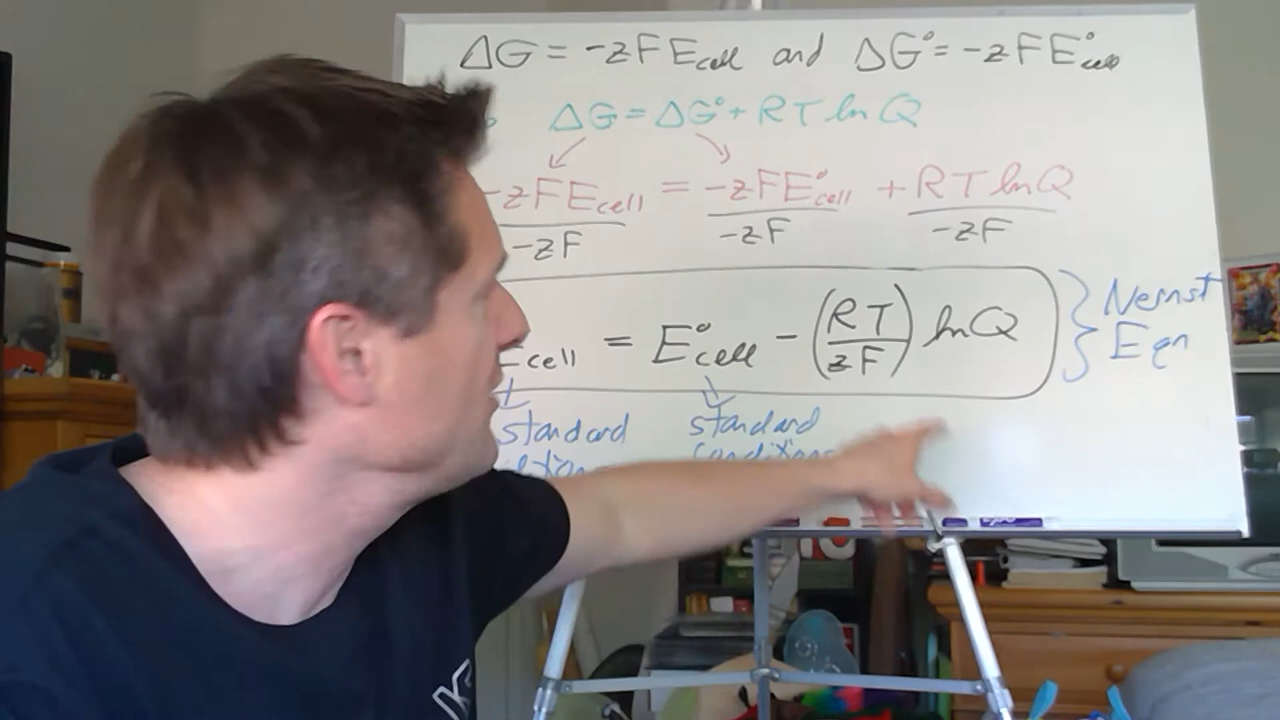 ΔG = -zFEcell and ΔG° = -zFE°cell
ΔG = ΔG° + RT ln Q
-zFEcell = -zFE°cell + RT ln Q
-zF -zF -zF
Ecell = E°cell - (RT/zF) ln Q
Nernst
Eqn
standard standard
conditions